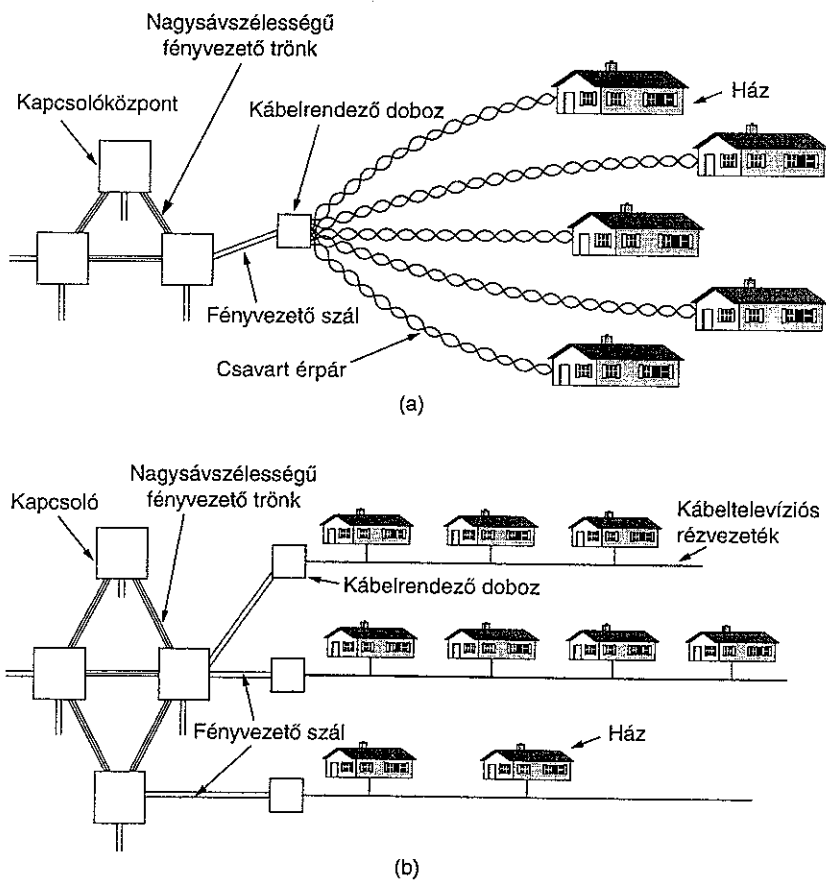 Nagysávszélességű
fényvezető trönk
Kapcsolóközpont
Kábelrendező doboz
Ház
Fényvezető szál
Csavart érpár
(a)
Nagysávszélességű
fényvezető trönk
Kapcsoló
Kábeltelevíziós
rézvezeték
Kábelrendező doboz
Fényvezető szál
Ház
(b)